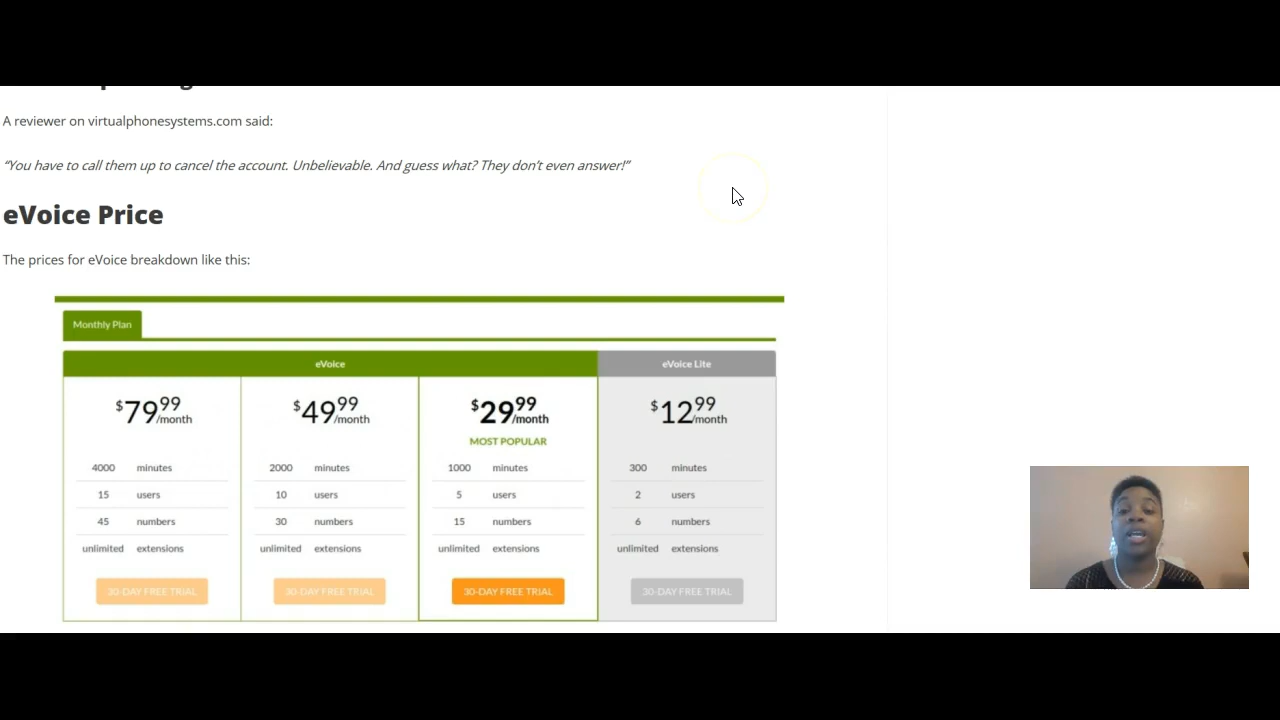 A reviewer on virtualphonesystems.com said:
“You have to call them up to cancel the account. Unbelievable. And guess what? They don’t even answer!”
eVoice Price
The prices for eVoice breakdown like this:
Monthly Plan
eVoice eVoice Lite
$79.99/month $49.99/month $29.99/month $12.99/month
MOST POPULAR
4000 minutes 2000 minutes 1000 minutes 300 minutes
15 users 10 users 5 users 2 users
45 numbers 30 numbers 15 numbers 6 numbers
unlimited extensions unlimited extensions unlimited extensions unlimited extensions
30-DAY FREE TRIAL 30-DAY FREE TRIAL 30-DAY FREE TRIAL 30-DAY FREE TRIAL